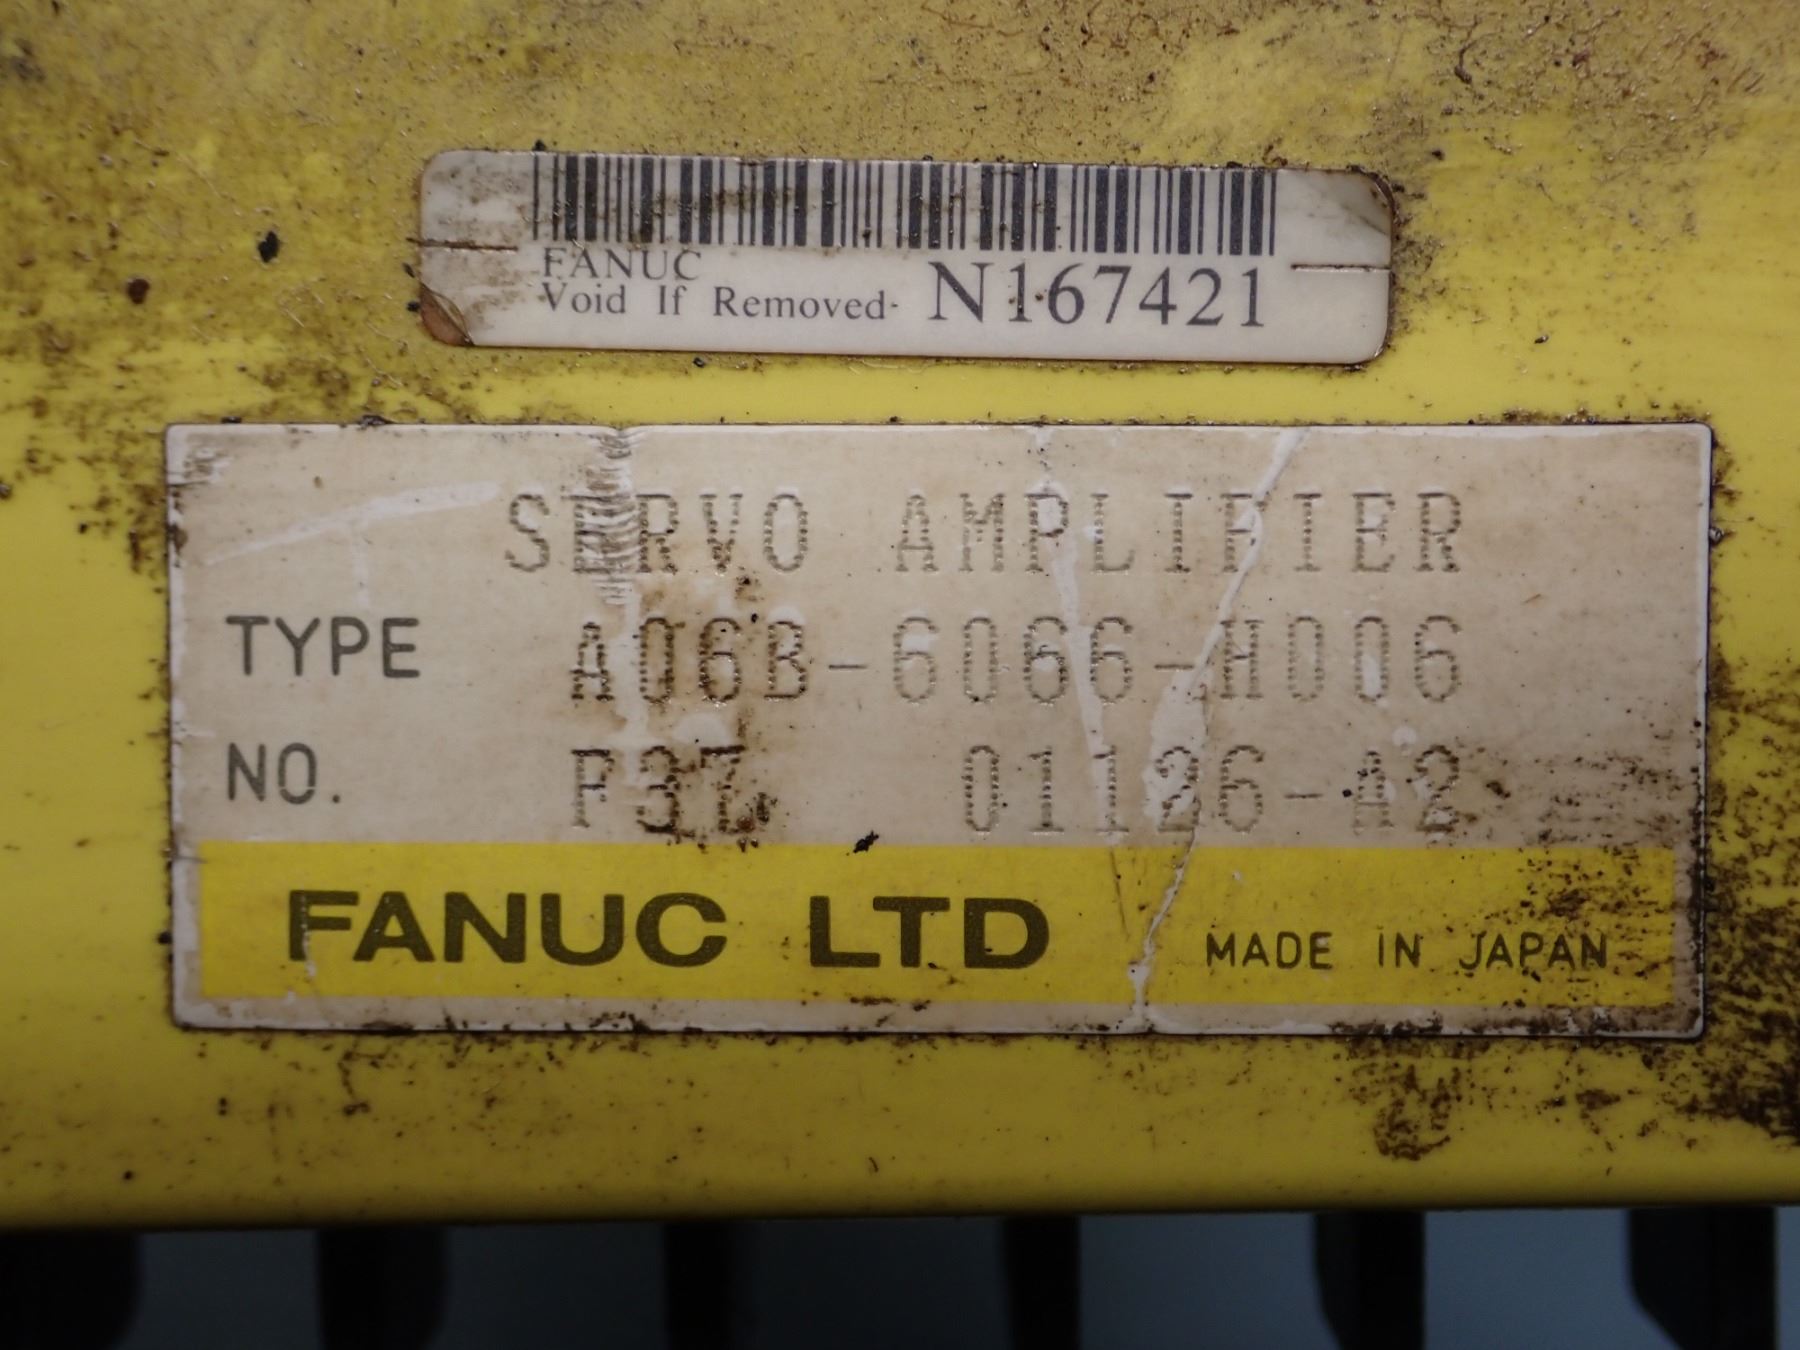 FANUC
Void If Removed- N167421
SERVO AMPLIFIER
TYPE A06B-6066-H006
NO. 01126-A2
FANUC LTD MADE IN JAPAN